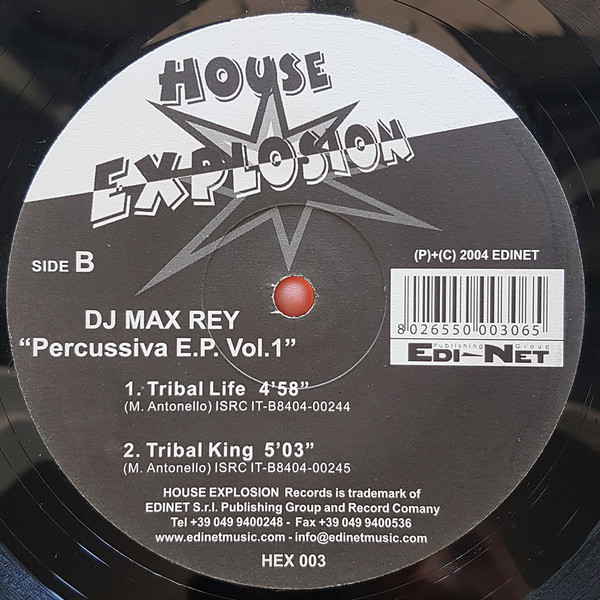 HOUSE
EXPLOSION
SIDE B
(P)+(C) 2004 EDINET
8 026550 003065
Publishing Group
EDI-NET
DJ MAX REY
“Percussiva E.P. Vol.1”
1. Tribal Life 4'58”
(M. Antonello) ISRC IT-B8404-00244
2. Tribal King 5'03”
(M. Antonello) ISRC IT-B8404-00245
HOUSE EXPLOSION Records is trademark of
EDINET S.r.l. Publishing Group and Record Comany
Tel +39 049 9400248 - Fax +39 049 9400536
www.edinetmusic.com - info@edinetmusic.com
HEX 003